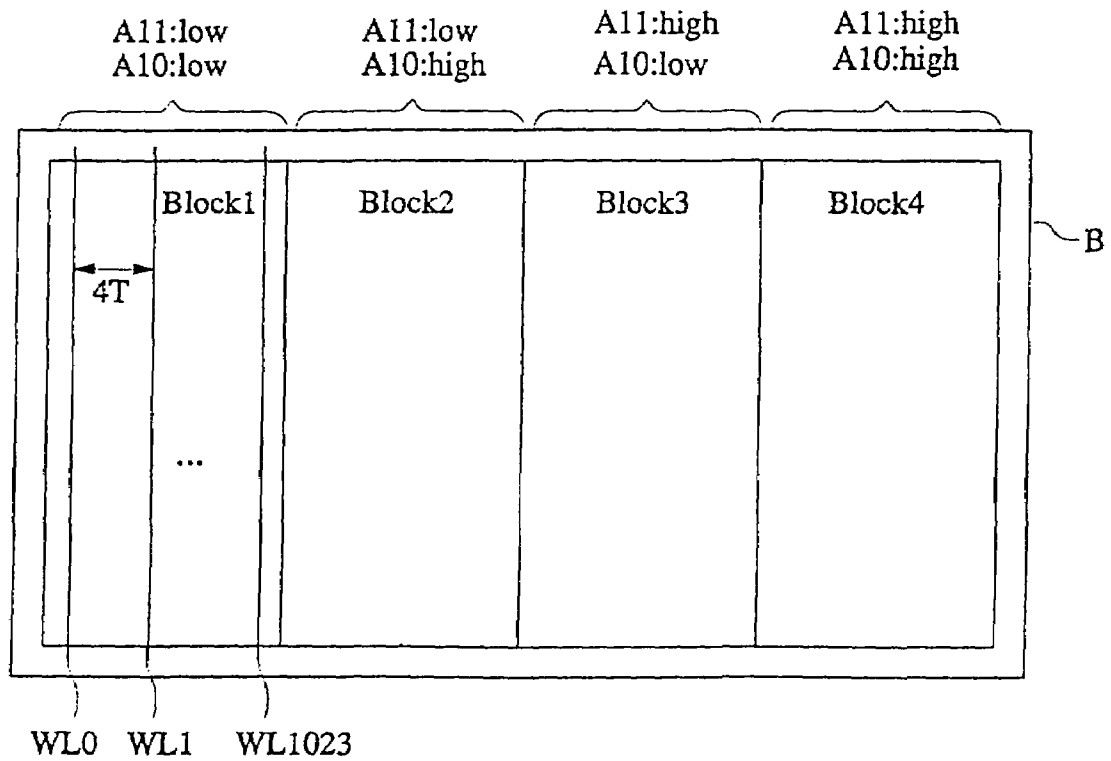 A11:low
A10:low
A11:low
A10:high
A11:high
A10:low
A11:high
A10:high
Block1
Block2
Block3
Block4
B
4T
...
WL0
WL1
WL1023